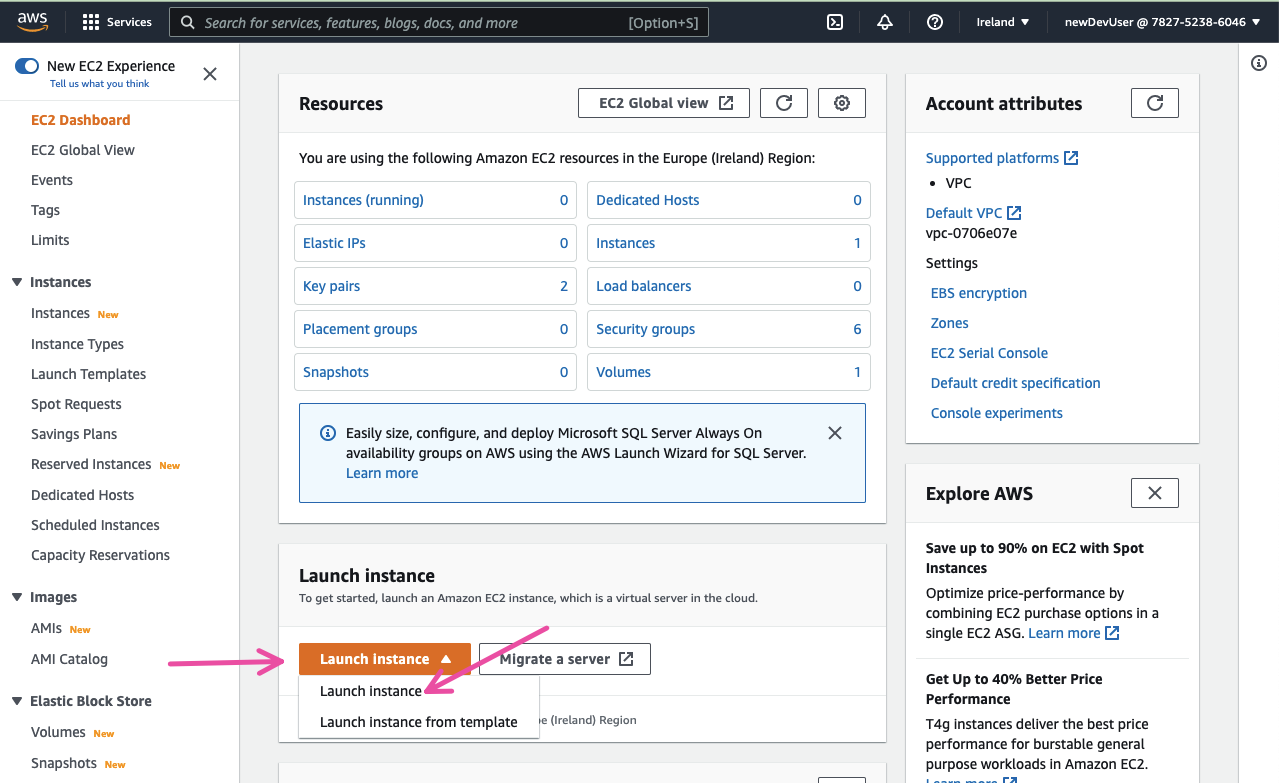 aws
Services
Search for services, features, blogs, docs, and more
[Option+S]
Ireland
newDevUser @ 7827-5238-6046
New EC2 Experience
Tell us what you think
EC2 Dashboard
EC2 Global View
Events
Tags
Limits
Instances
Instances New
Instance Types
Launch Templates
Spot Requests
Savings Plans
Reserved Instances New
Dedicated Hosts
Scheduled Instances
Capacity Reservations
Images
AMIs New
AMI Catalog
Elastic Block Store
Volumes New
Snapshots New
Resources
EC2 Global view
You are using the following Amazon EC2 resources in the Europe (Ireland) Region:
Instances (running) 0
Dedicated Hosts 0
Elastic IPs 0
Instances 1
Key pairs 2
Load balancers 0
Placement groups 0
Security groups 6
Snapshots 0
Volumes 1
Easily size, configure, and deploy Microsoft SQL Server Always On
availability groups on AWS using the AWS Launch Wizard for SQL Server.
Learn more
Launch instance
To get started, launch an Amazon EC2 instance, which is a virtual server in the cloud.
Launch instance
Migrate a server
Launch instance
Launch instance from template
(Ireland) Region
Account attributes
Supported platforms
• VPC
Default VPC
vpc-0706e07e
Settings
EBS encryption
Zones
EC2 Serial Console
Default credit specification
Console experiments
Explore AWS
Save up to 90% on EC2 with Spot
Instances
Optimize price-performance by
combining EC2 purchase options in a
single EC2 ASG. Learn more
Get Up to 40% Better Price
Performance
T4g instances deliver the best price
performance for burstable general
purpose workloads in Amazon EC2.
Learn more